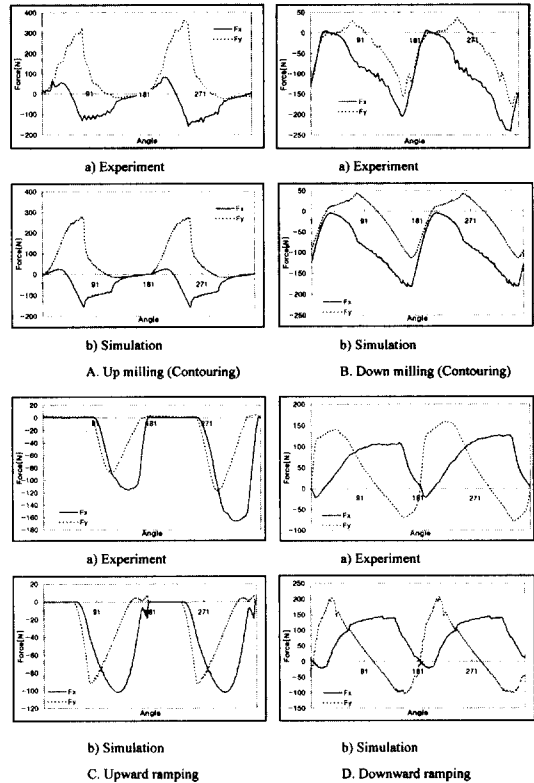 400
300
200
100
0
-100
-200
Force[N]
Fx
Fy
91 181 271
Angle
a) Experiment
50
0
-50
-100
-150
-200
-250
Force[N]
91 181 271
Fx
Fy
Angle
a) Experiment
400
300
200
100
0
-100
-200
Force[N]
Fx
Fy
91 181 271
Angle
b) Simulation
A. Up milling (Contouring)
50
0
-50
-100
-150
-200
-250
Force[N]
1 91 181 271
Fx
Fy
Angle
b) Simulation
B. Down milling (Contouring)
20
0
-20
-40
-60
-80
-100
-120
-140
-160
-180
Force[N]
181 271
Fx
Fy
Angle
a) Experiment
200
150
100
50
0
-50
-100
Force[N]
91 181 271
Fx
Fy
Angle
a) Experiment
20
0
-20
-40
-60
-80
-100
-120
Force[N]
91 271
Fx
Fy
Angle
b) Simulation
C. Upward ramping
250
200
150
100
50
0
-50
-100
-150
Force[N]
91 181 271
Fx
Fy
Angle
b) Simulation
D. Downward ramping